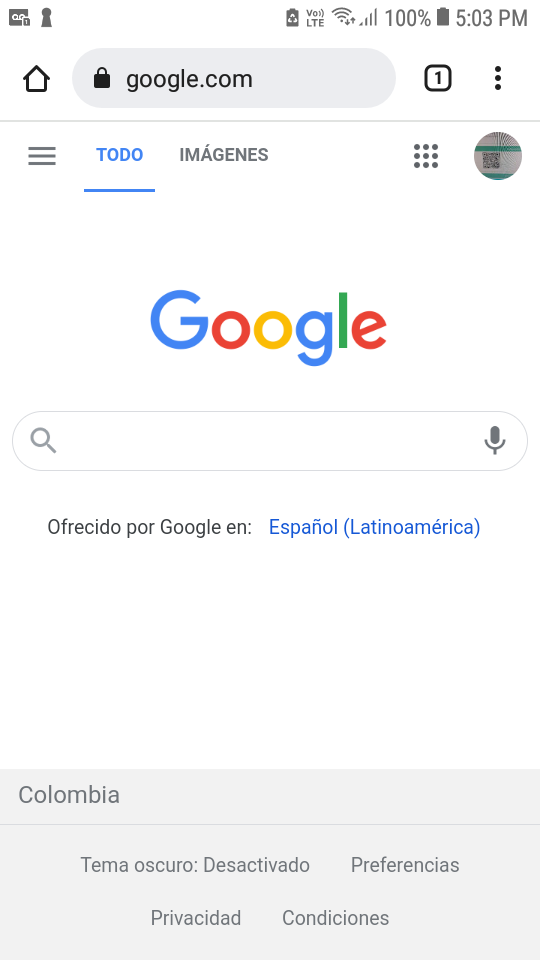 Vo)) LTE 100% 5:03 PM
google.com 1
TODO IMÁGENES
Google
Ofrecido por Google en: Español (Latinoamérica)
Colombia
Tema oscuro: Desactivado Preferencias
Privacidad Condiciones